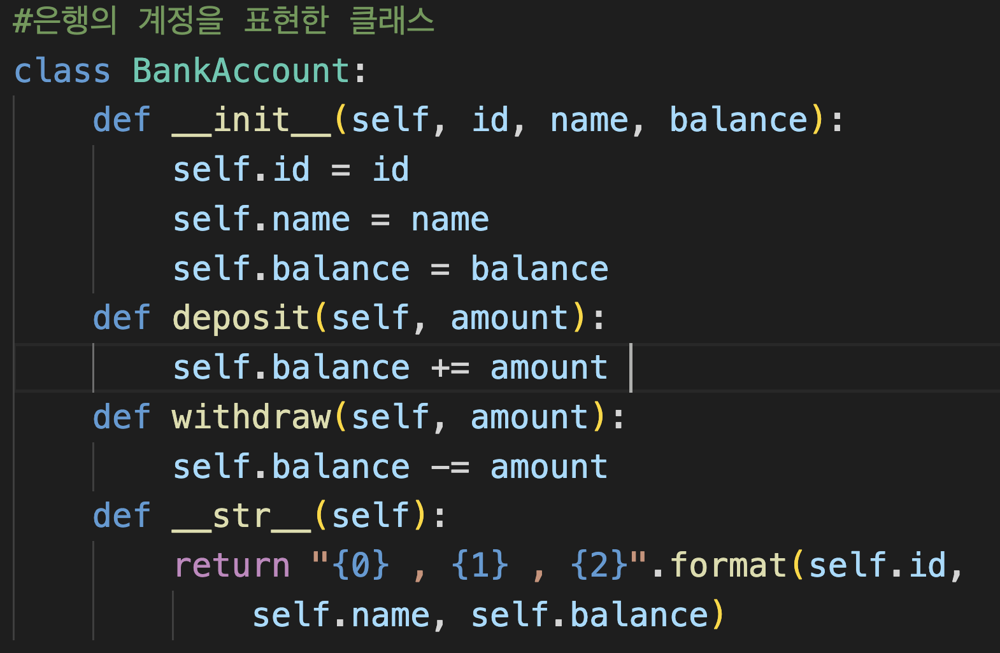 #은행의 계정을 표현한 클래스
class BankAccount:
    def __init__(self, id, name, balance):
        self.id = id
        self.name = name
        self.balance = balance
    def deposit(self, amount):
        self.balance += amount
    def withdraw(self, amount):
        self.balance -= amount
    def __str__(self):
        return "{0} , {1} , {2}".format(self.id,
            self.name, self.balance)